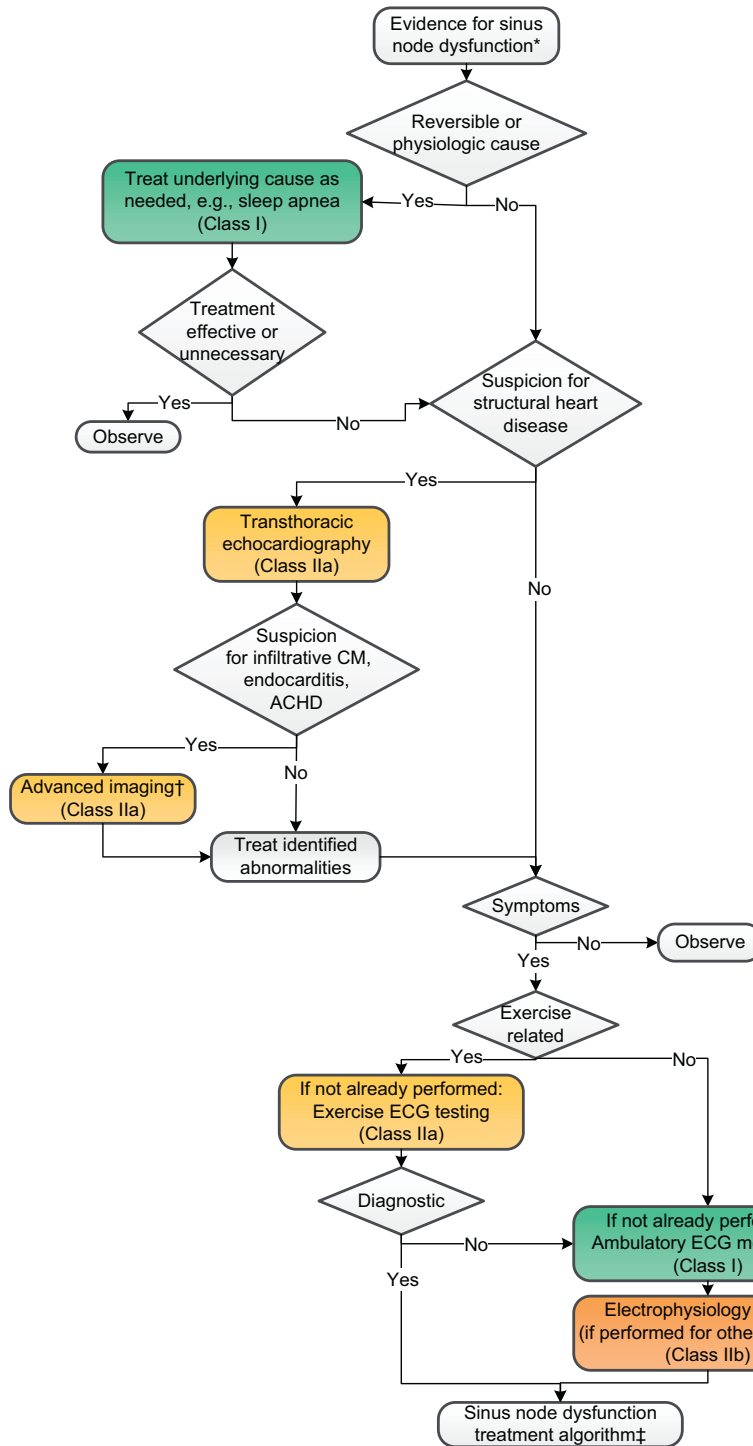 Evidence for sinus
node dysfunction*
Reversible or
physiologic cause
Treat underlying cause as
needed, e.g., sleep apnea
(Class I)
Yes
No
Treatment
effective or
unnecessary
Suspicion for
structural heart
disease
Yes
No
Observe
Yes
Transthoracic
echocardiography
(Class IIa)
No
Suspicion
for infiltrative CM,
endocarditis,
ACHD
Yes
No
Advanced imaging†
(Class IIa)
Treat identified
abnormalities
Symptoms
No
Observe
Yes
Exercise
related
Yes
No
If not already performed:
Exercise ECG testing
(Class IIa)
Diagnostic
If not already
Ambulatory ECG
(Class I)
No
Yes
Electrophysiology
(if performed for
(Class IIb)
Sinus node dysfunction
treatment algorithm‡